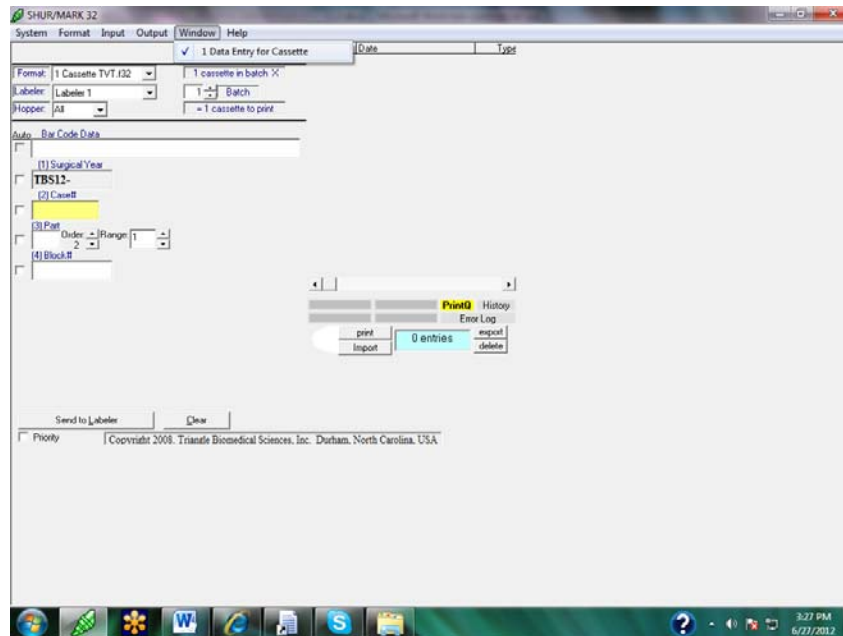 SHUR/MARK 32
System Format Input Output Window Help
✓ 1 Data Entry for Cassette
Date Type
Format: 1 Cassette TVT.f32 1 cassette in batch X
Labeler: Labeler 1 1 Batch
Hopper: All = 1 cassette to print
Auto Bar Code Data
(1) Surgical Year
TBS12-
(2) Case#
(3) Part
Order: 2 Range: 1
(4) Block#
PrintQ History
Error Log
print 0 entries export
Import delete
Send to Labeler Clear
Priority Copyright 2008. Triangle Biomedical Sciences, Inc. Durham, North Carolina, USA
3:27 PM
6/27/2012